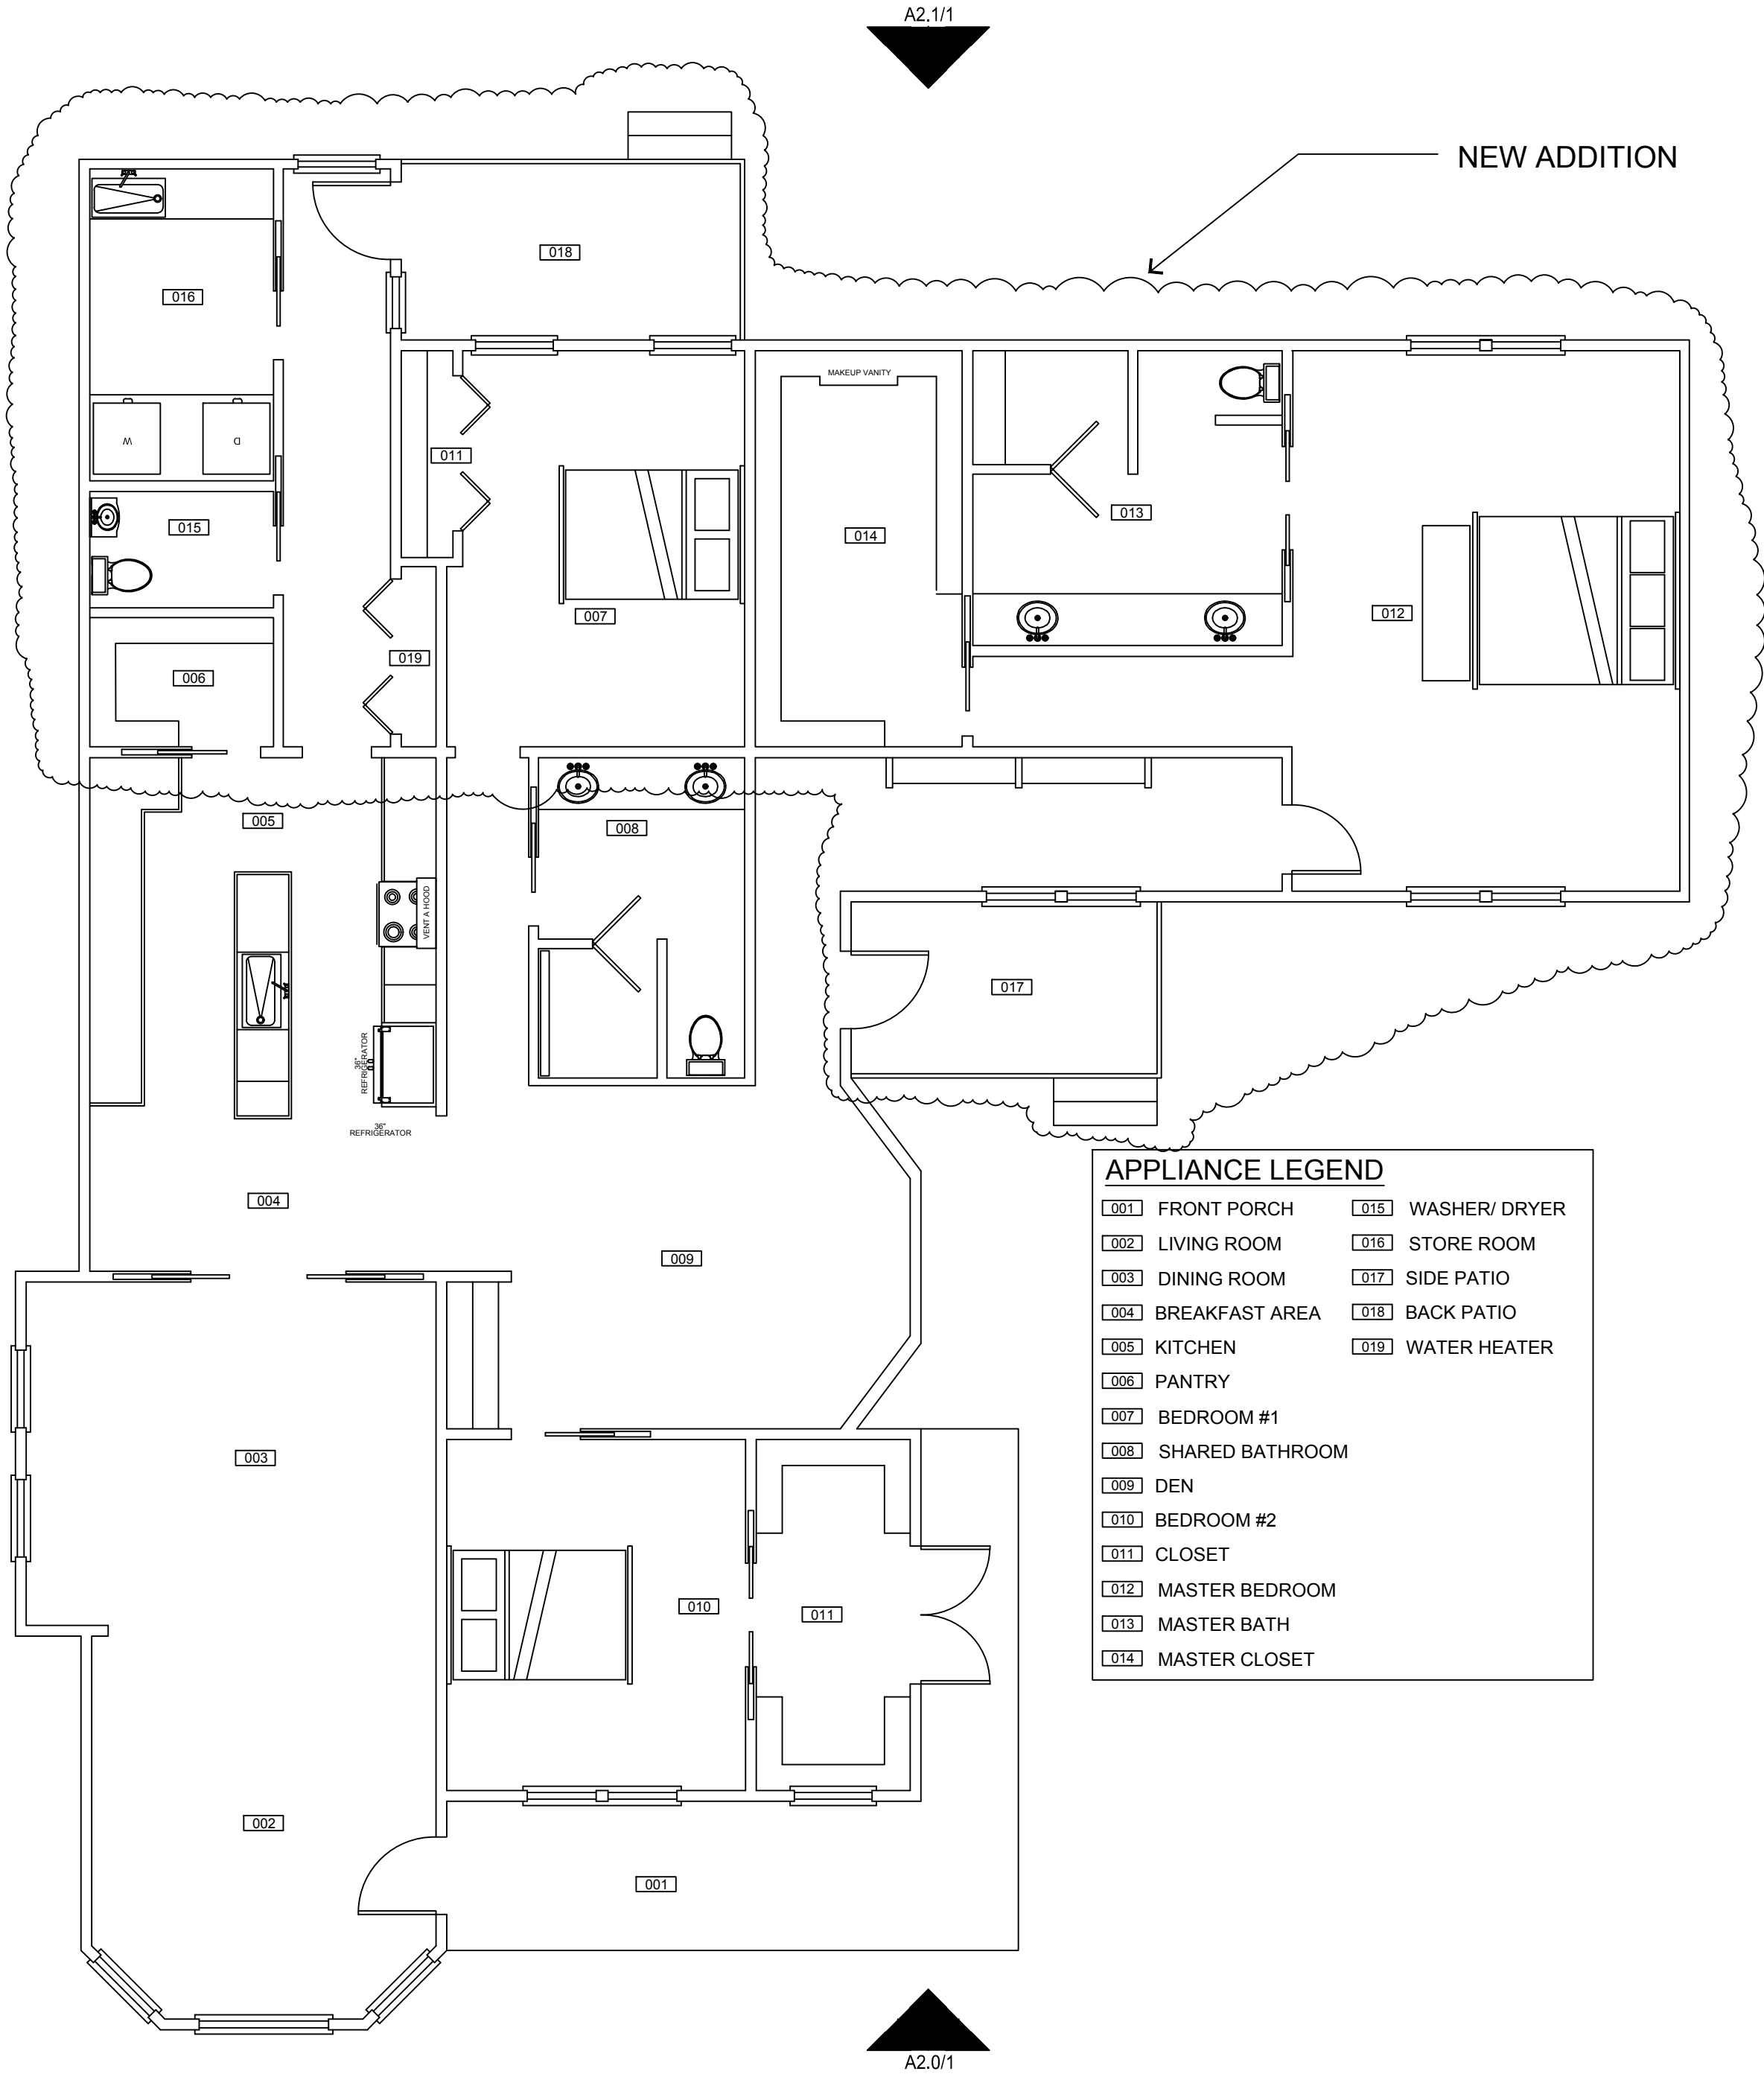 A2.1/1
NEW ADDITION
018
016
MAKEUP VANITY
W
D
011
013
015
014
012
007
019
006
005
008
VENT A HOOD
017
36"
REFRIGERATOR
36"
REFRIGERATOR
004
009
003
010
011
002
001
APPLIANCE LEGEND
001 FRONT PORCH
002 LIVING ROOM
003 DINING ROOM
004 BREAKFAST AREA
005 KITCHEN
006 PANTRY
007 BEDROOM #1
008 SHARED BATHROOM
009 DEN
010 BEDROOM #2
011 CLOSET
012 MASTER BEDROOM
013 MASTER BATH
014 MASTER CLOSET
015 WASHER/ DRYER
016 STORE ROOM
017 SIDE PATIO
018 BACK PATIO
019 WATER HEATER
A2.0/1